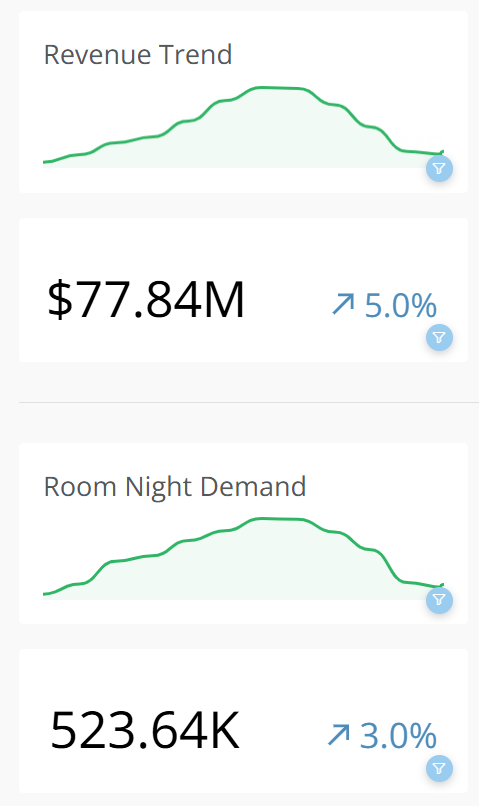 Revenue Trend
$77.84M ↗ 5.0%
Room Night Demand
523.64K ↗ 3.0%